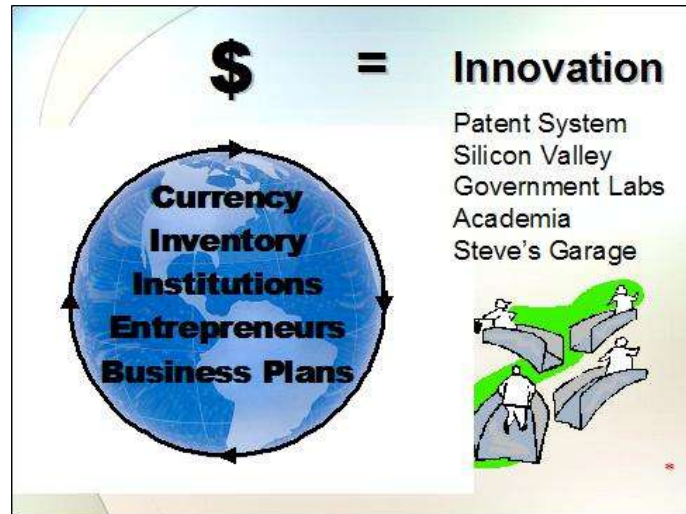 $ = Innovation
Patent System
Silicon Valley
Government Labs
Academia
Steve's Garage
Currency
Inventory
Institutions
Entrepreneurs
Business Plans
*